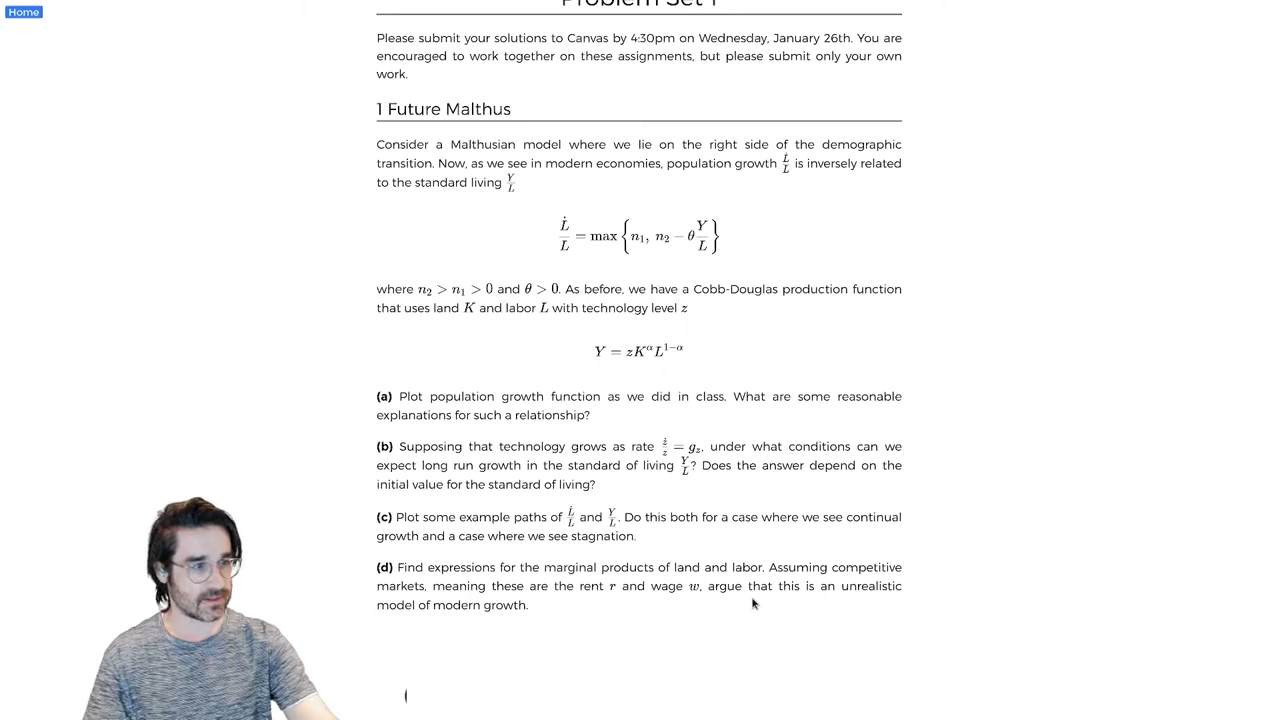 Home
Problem Set 1
Please submit your solutions to Canvas by 4:30pm on Wednesday, January 26th. You are
encouraged to work together on these assignments, but please submit only your own
work.
1 Future Malthus
Consider a Malthusian model where we lie on the right side of the demographic
transition. Now, as we see in modern economies, population growth L̇/L is inversely related
to the standard living Y/L
L̇/L = max { n₁, n₂ − θ Y/L }
where n₂ > n₁ > 0 and θ > 0. As before, we have a Cobb-Douglas production function
that uses land K and labor L with technology level z
Y = zK^α L^(1−α)
(a) Plot population growth function as we did in class. What are some reasonable
explanations for such a relationship?
(b) Supposing that technology grows as rate ż/z = g_z, under what conditions can we
expect long run growth in the standard of living Y/L? Does the answer depend on the
initial value for the standard of living?
(c) Plot some example paths of L̇/L and Y/L. Do this both for a case where we see continual
growth and a case where we see stagnation.
(d) Find expressions for the marginal products of land and labor. Assuming competitive
markets, meaning these are the rent r and wage w, argue that this is an unrealistic
model of modern growth.